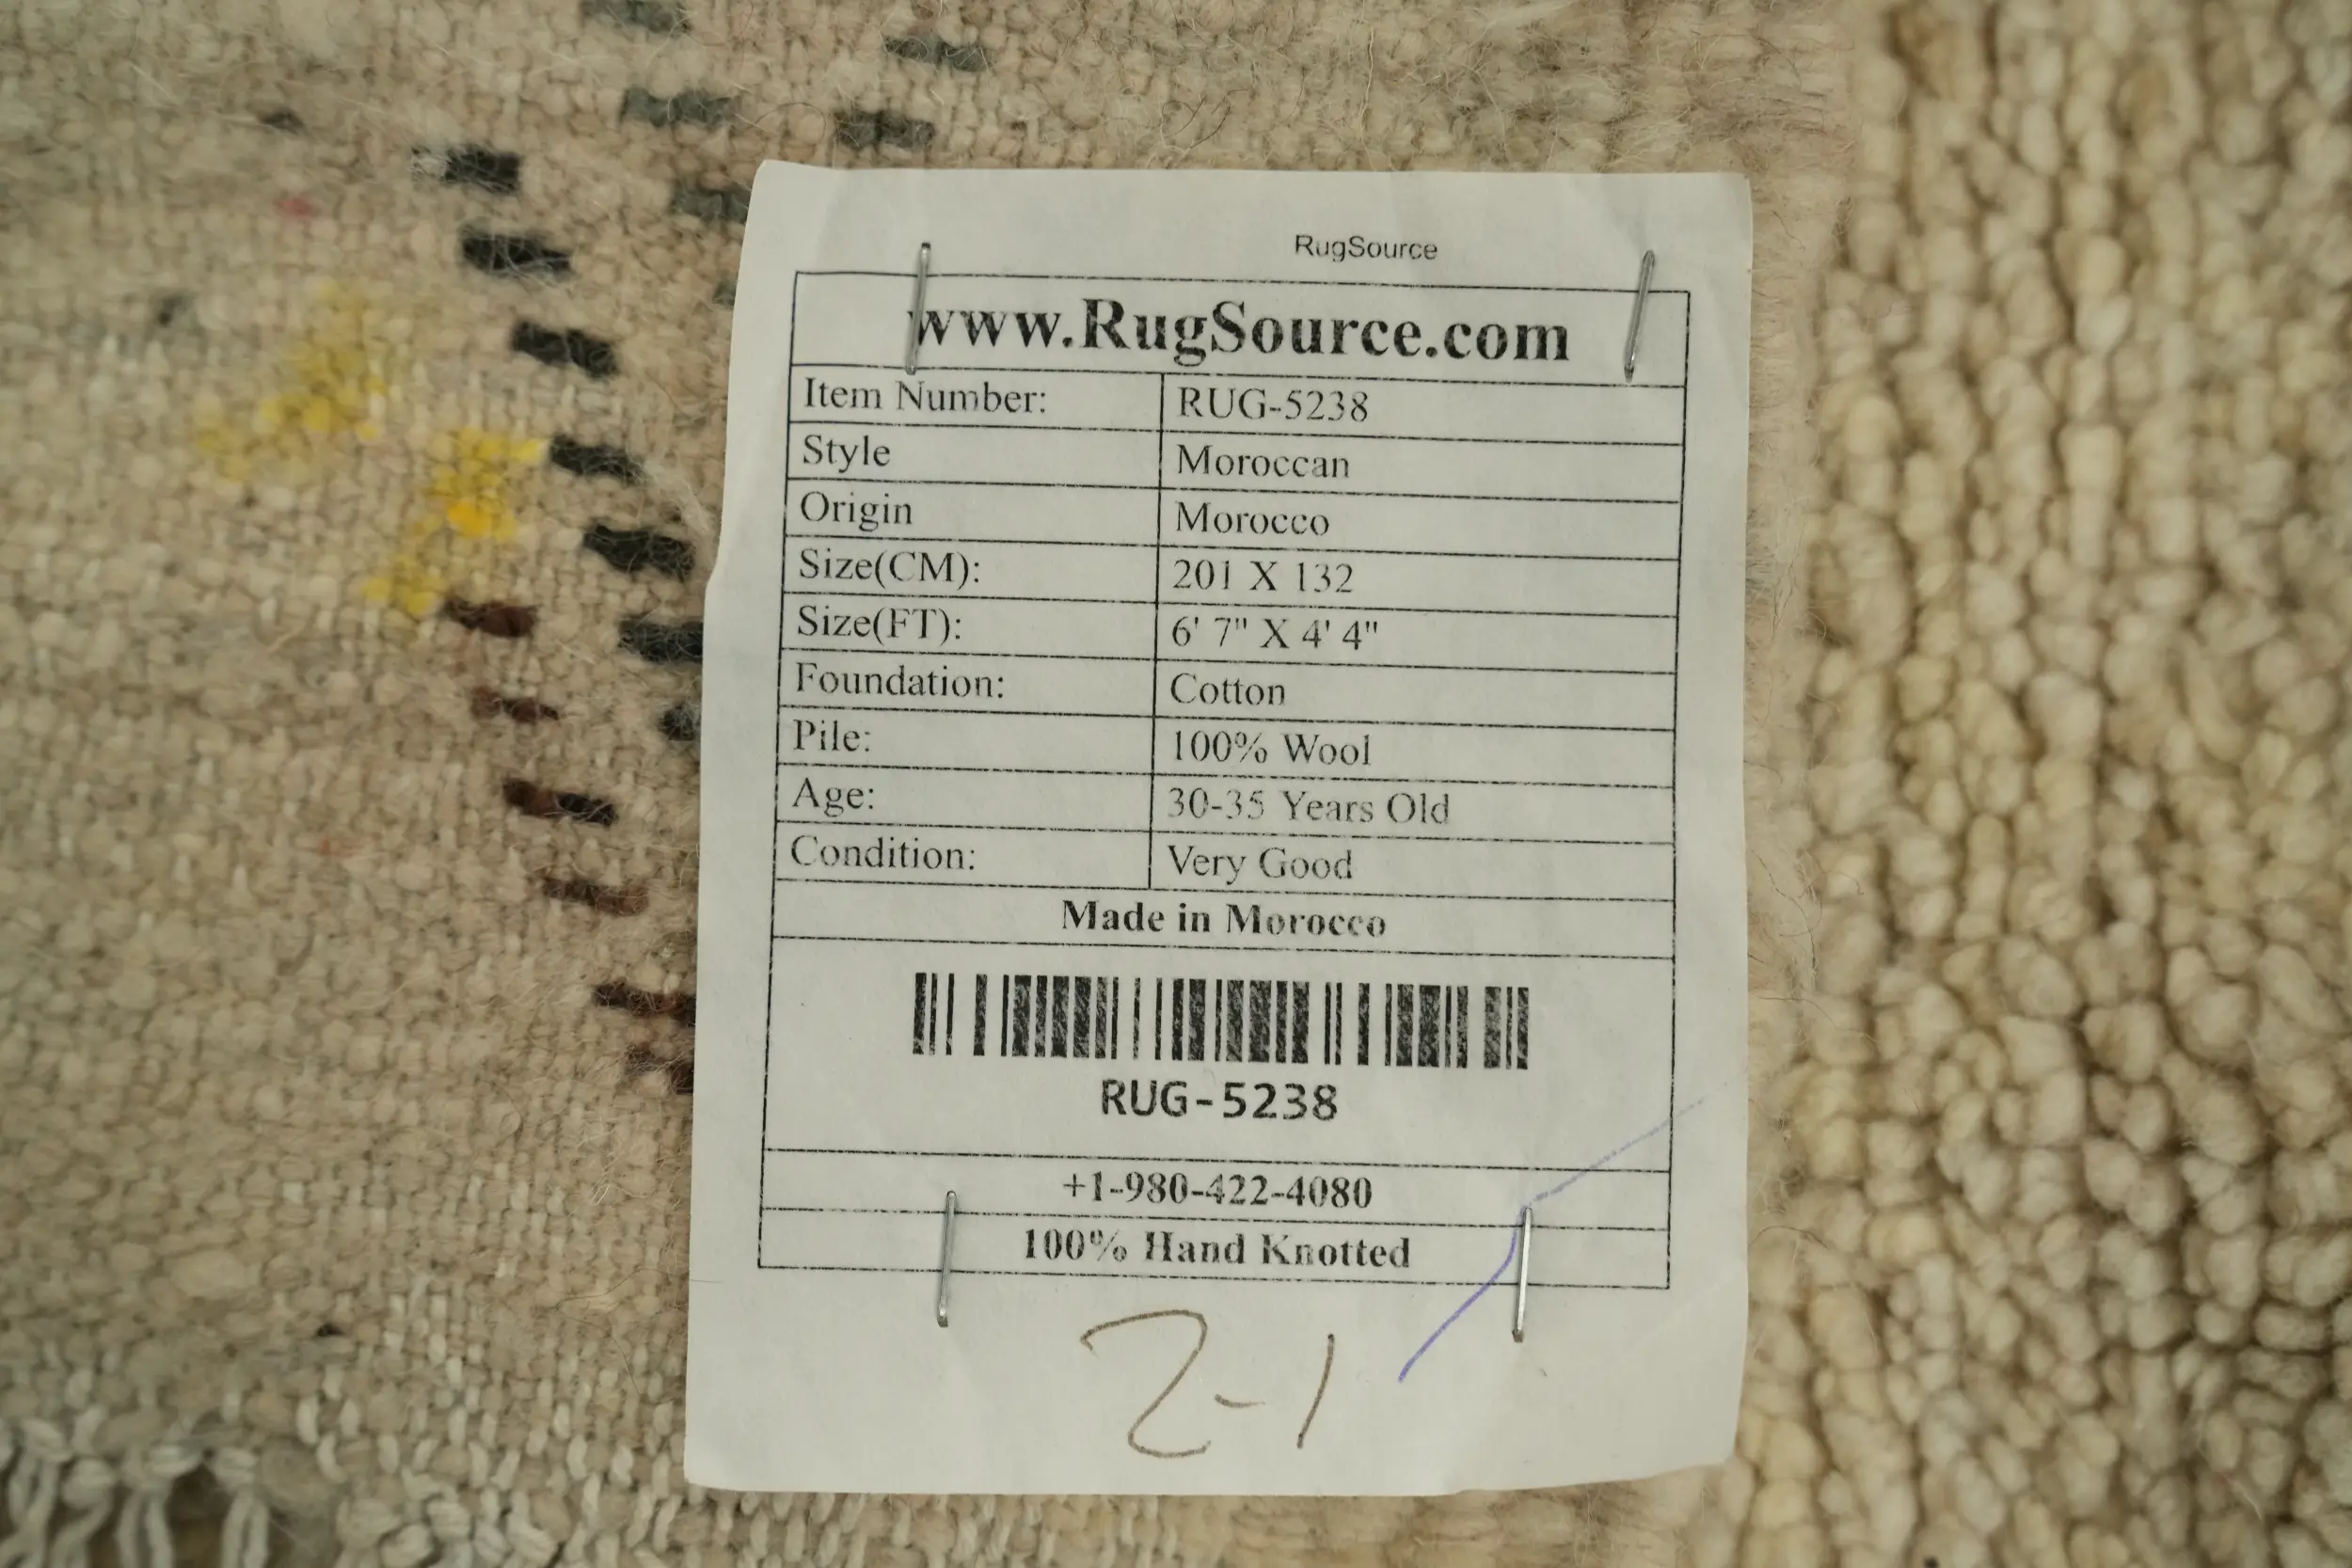 RugSource
www.RugSource.com
Item Number: RUG-5238
Style Moroccan
Origin Morocco
Size(CM): 201 X 132
Size(FT): 6' 7" X 4' 4"
Foundation: Cotton
Pile: 100% Wool
Age: 30-35 Years Old
Condition: Very Good
Made in Morocco
RUG-5238
+1-980-422-4080
100% Hand Knotted
2-1